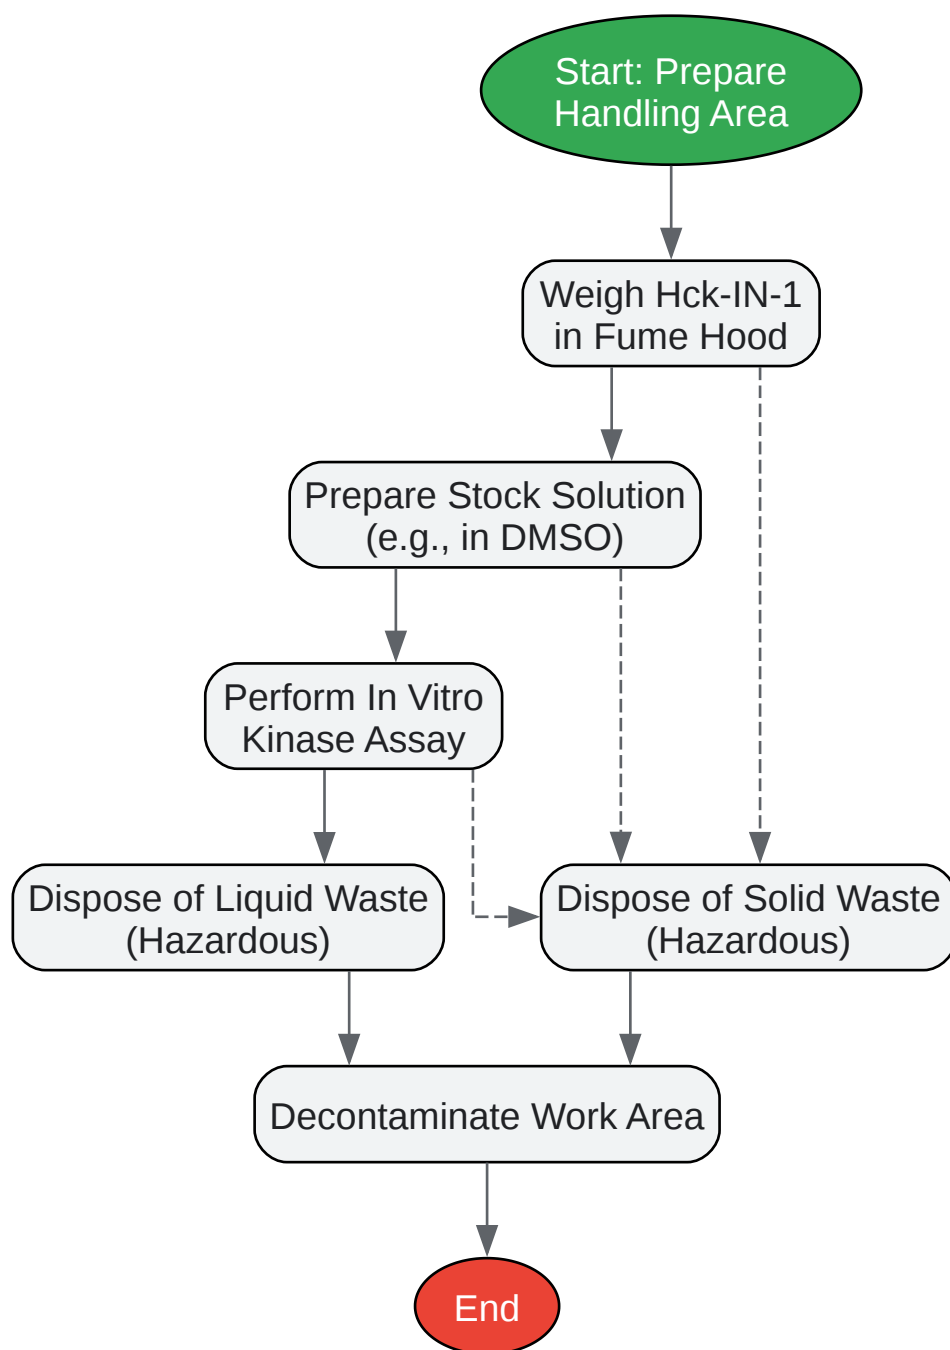 Start: Prepare
Handling Area
Weigh Hck-IN-1
in Fume Hood
Prepare Stock Solution
(e.g., in DMSO)
Perform In Vitro
Kinase Assay
Dispose of Liquid Waste
(Hazardous)
Dispose of Solid Waste
(Hazardous)
Decontaminate Work Area
End